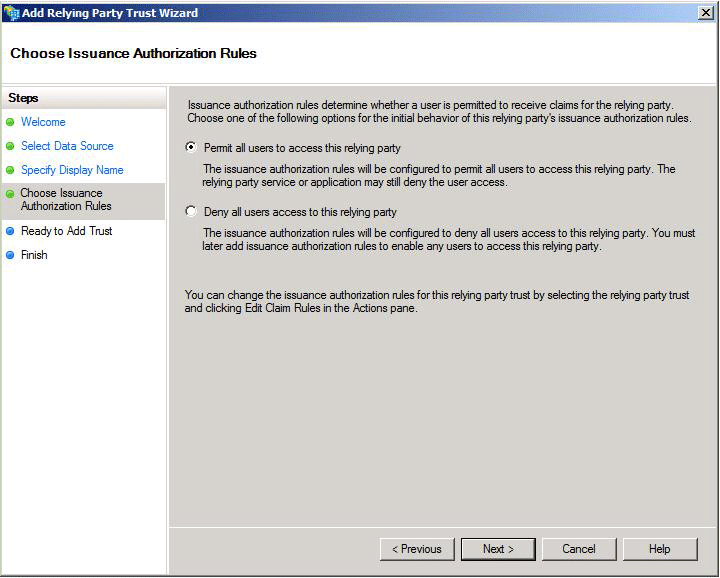 Add Relying Party Trust Wizard
Choose Issuance Authorization Rules
Steps
Welcome
Select Data Source
Specify Display Name
Choose Issuance
Authorization Rules
Ready to Add Trust
Finish
Issuance authorization rules determine whether a user is permitted to receive claims for the relying party.
Choose one of the following options for the initial behavior of this relying party's issuance authorization rules.
Permit all users to access this relying party
The issuance authorization rules will be configured to permit all users to access this relying party. The
relying party service or application may still deny the user access.
Deny all users access to this relying party
The issuance authorization rules will be configured to deny all users access to this relying party. You must
later add issuance authorization rules to enable any users to access this relying party.
You can change the issuance authorization rules for this relying party trust by selecting the relying party trust
and clicking Edit Claim Rules in the Actions pane.
< Previous
Next >
Cancel
Help